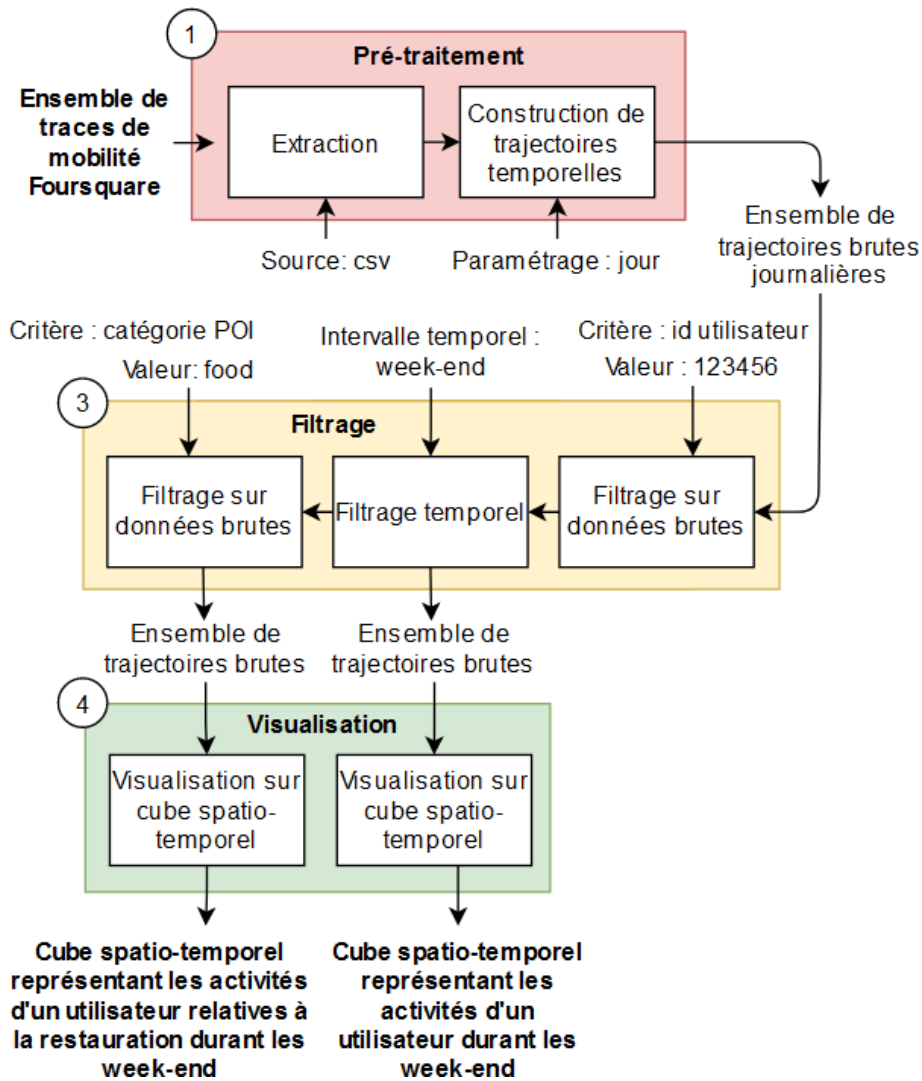 1
Pré-traitement
Ensemble de
traces de
mobilité
Foursquare
Extraction
Construction de
trajectoires
temporelles
Source: csv
Paramétrage : jour
Ensemble de
trajectoires brutes
journalières
Critère : catégorie POI
Valeur: food
Intervalle temporel :
week-end
Critère : id utilisateur
Valeur : 123456
3
Filtrage
Filtrage sur
données brutes
Filtrage temporel
Filtrage sur
données brutes
Ensemble de
trajectoires brutes
Ensemble de
trajectoires brutes
4
Visualisation
Visualisation sur
cube spatio-
temporel
Visualisation sur
cube spatio-
temporel
Cube spatio-temporel
représentant les activités
d'un utilisateur relatives à
la restauration durant les
week-end
Cube spatio-temporel
représentant les
activités d'un
utilisateur durant les
week-end